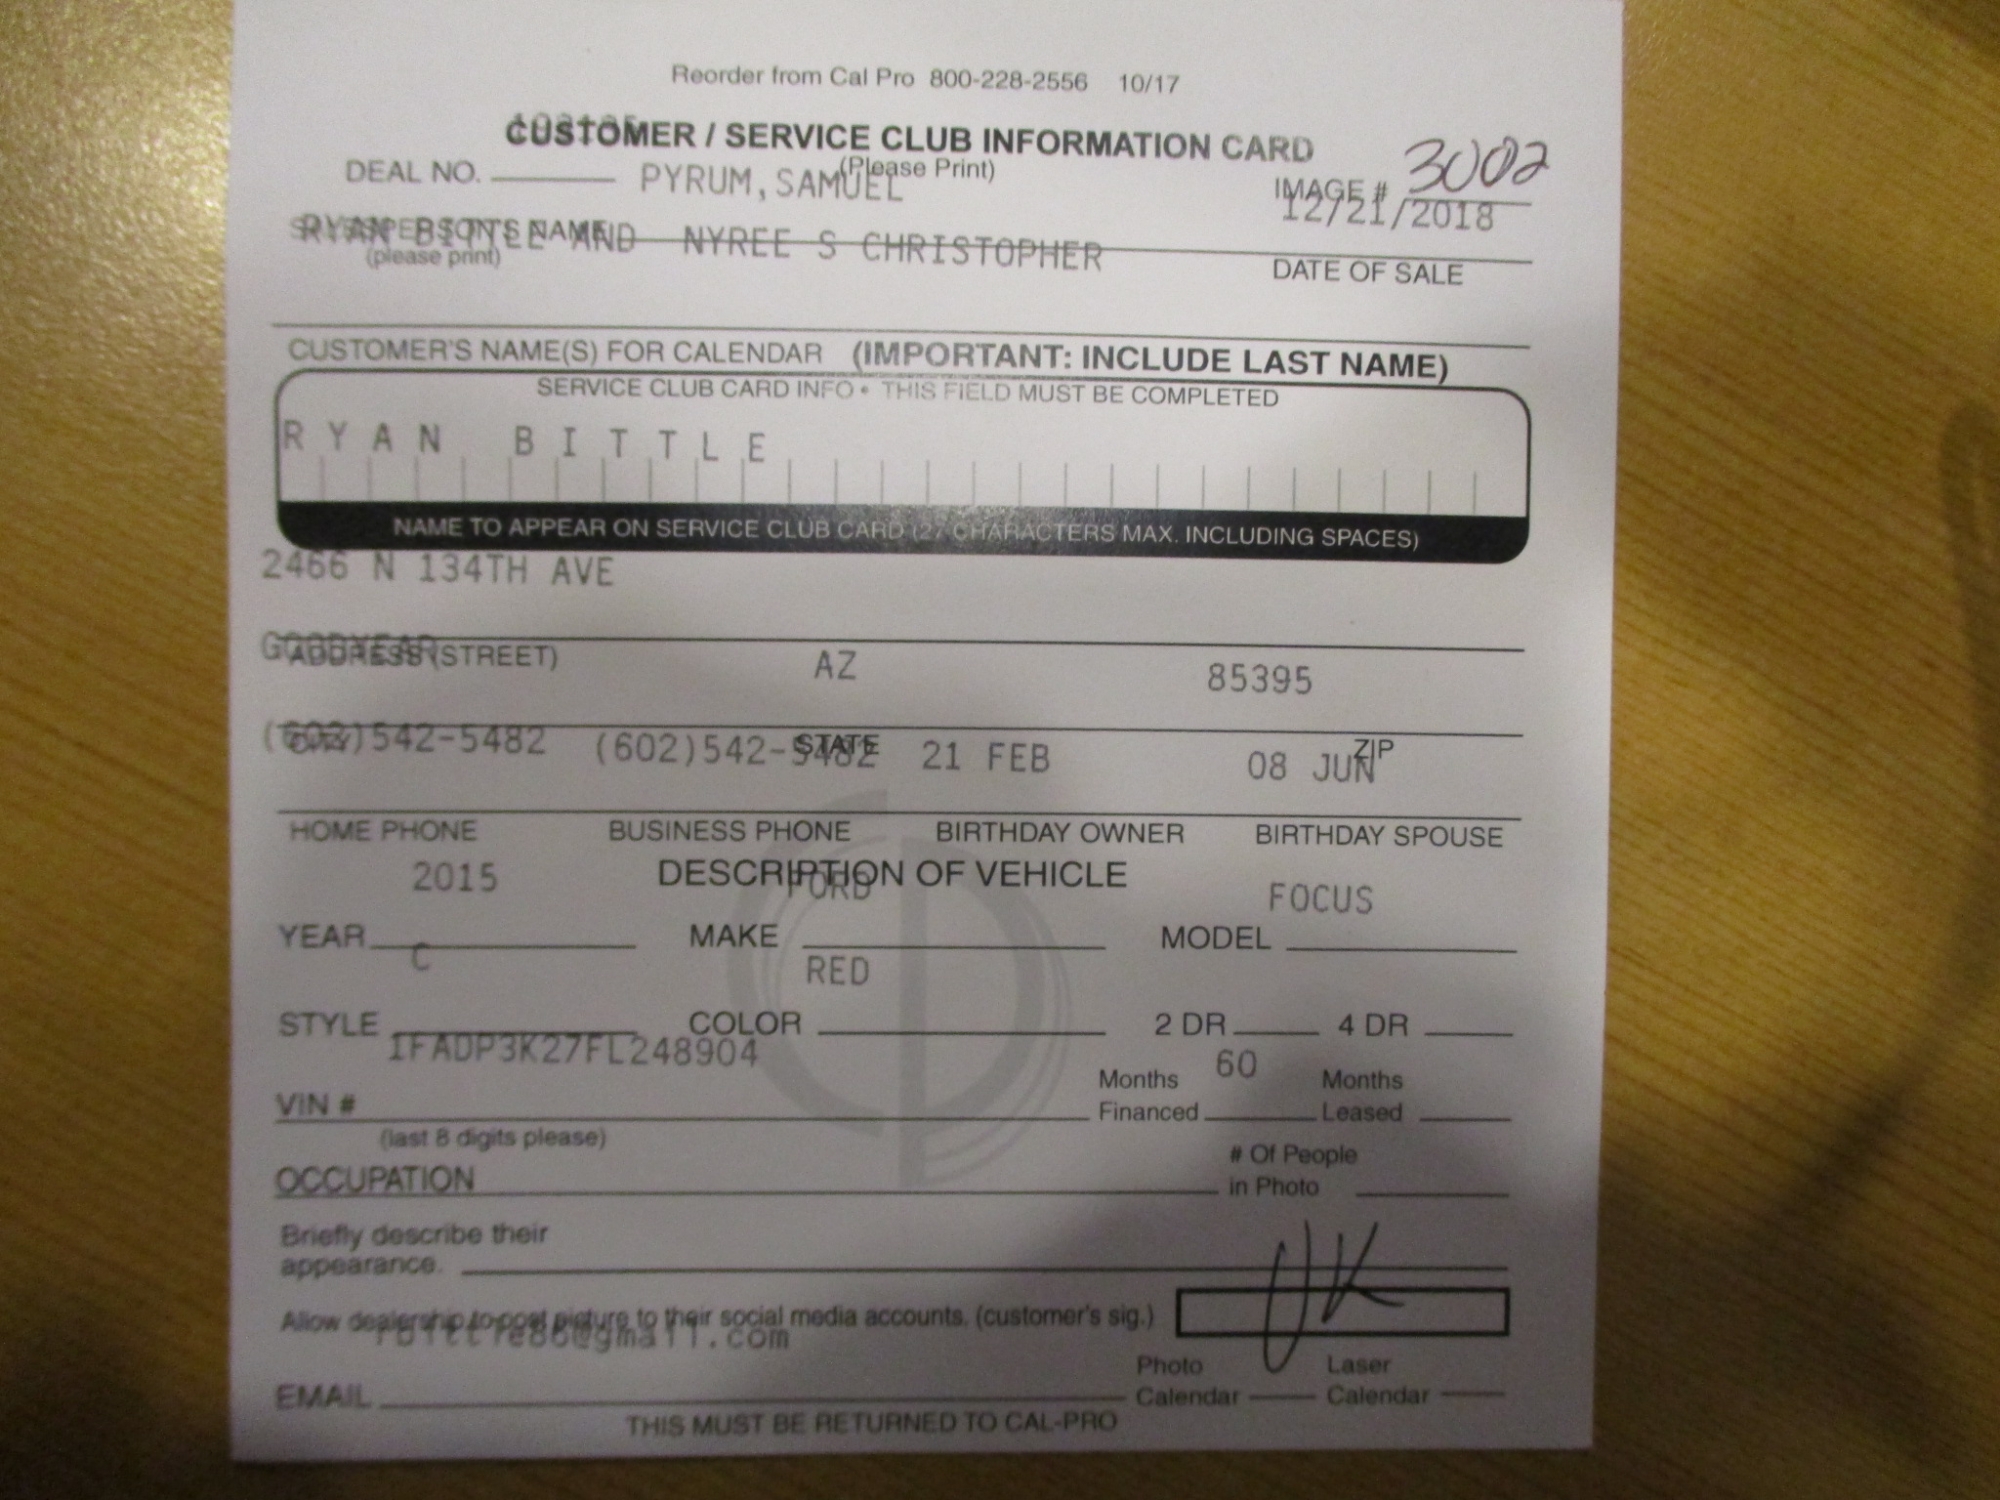 Reorder from Cal Pro 800-228-2556 10/17
CUSTOMER / SERVICE CLUB INFORMATION CARD
(Please Print)
DEAL NO. PYRUM, SAMUEL IMAGE # 3002
12/21/2018
SALESPERSON'S NAME
RYAN BITTLE AND NYREE S CHRISTOPHER
(please print) DATE OF SALE
CUSTOMER'S NAME(S) FOR CALENDAR (IMPORTANT: INCLUDE LAST NAME)
SERVICE CLUB CARD INFO • THIS FIELD MUST BE COMPLETED
RYAN BITTLE
NAME TO APPEAR ON SERVICE CLUB CARD (27 CHARACTERS MAX. INCLUDING SPACES)
2466 N 134TH AVE
ADDRESS (STREET)
GOODYEAR AZ 85395
CITY STATE ZIP
(602)542-5482 (602)542-5482 21 FEB 08 JUN
HOME PHONE BUSINESS PHONE BIRTHDAY OWNER BIRTHDAY SPOUSE
DESCRIPTION OF VEHICLE
2015 FORD FOCUS
YEAR MAKE MODEL
C RED
STYLE COLOR 2 DR 4 DR
1FADP3K27FL248904 60
VIN # Months Financed Months Leased
(last 8 digits please)
OCCUPATION # Of People in Photo
Briefly describe their
appearance.
Allow dealership to post picture to their social media accounts. (customer's sig.)
rbittle86@gmail.com
EMAIL Photo Calendar Laser Calendar
THIS MUST BE RETURNED TO CAL-PRO